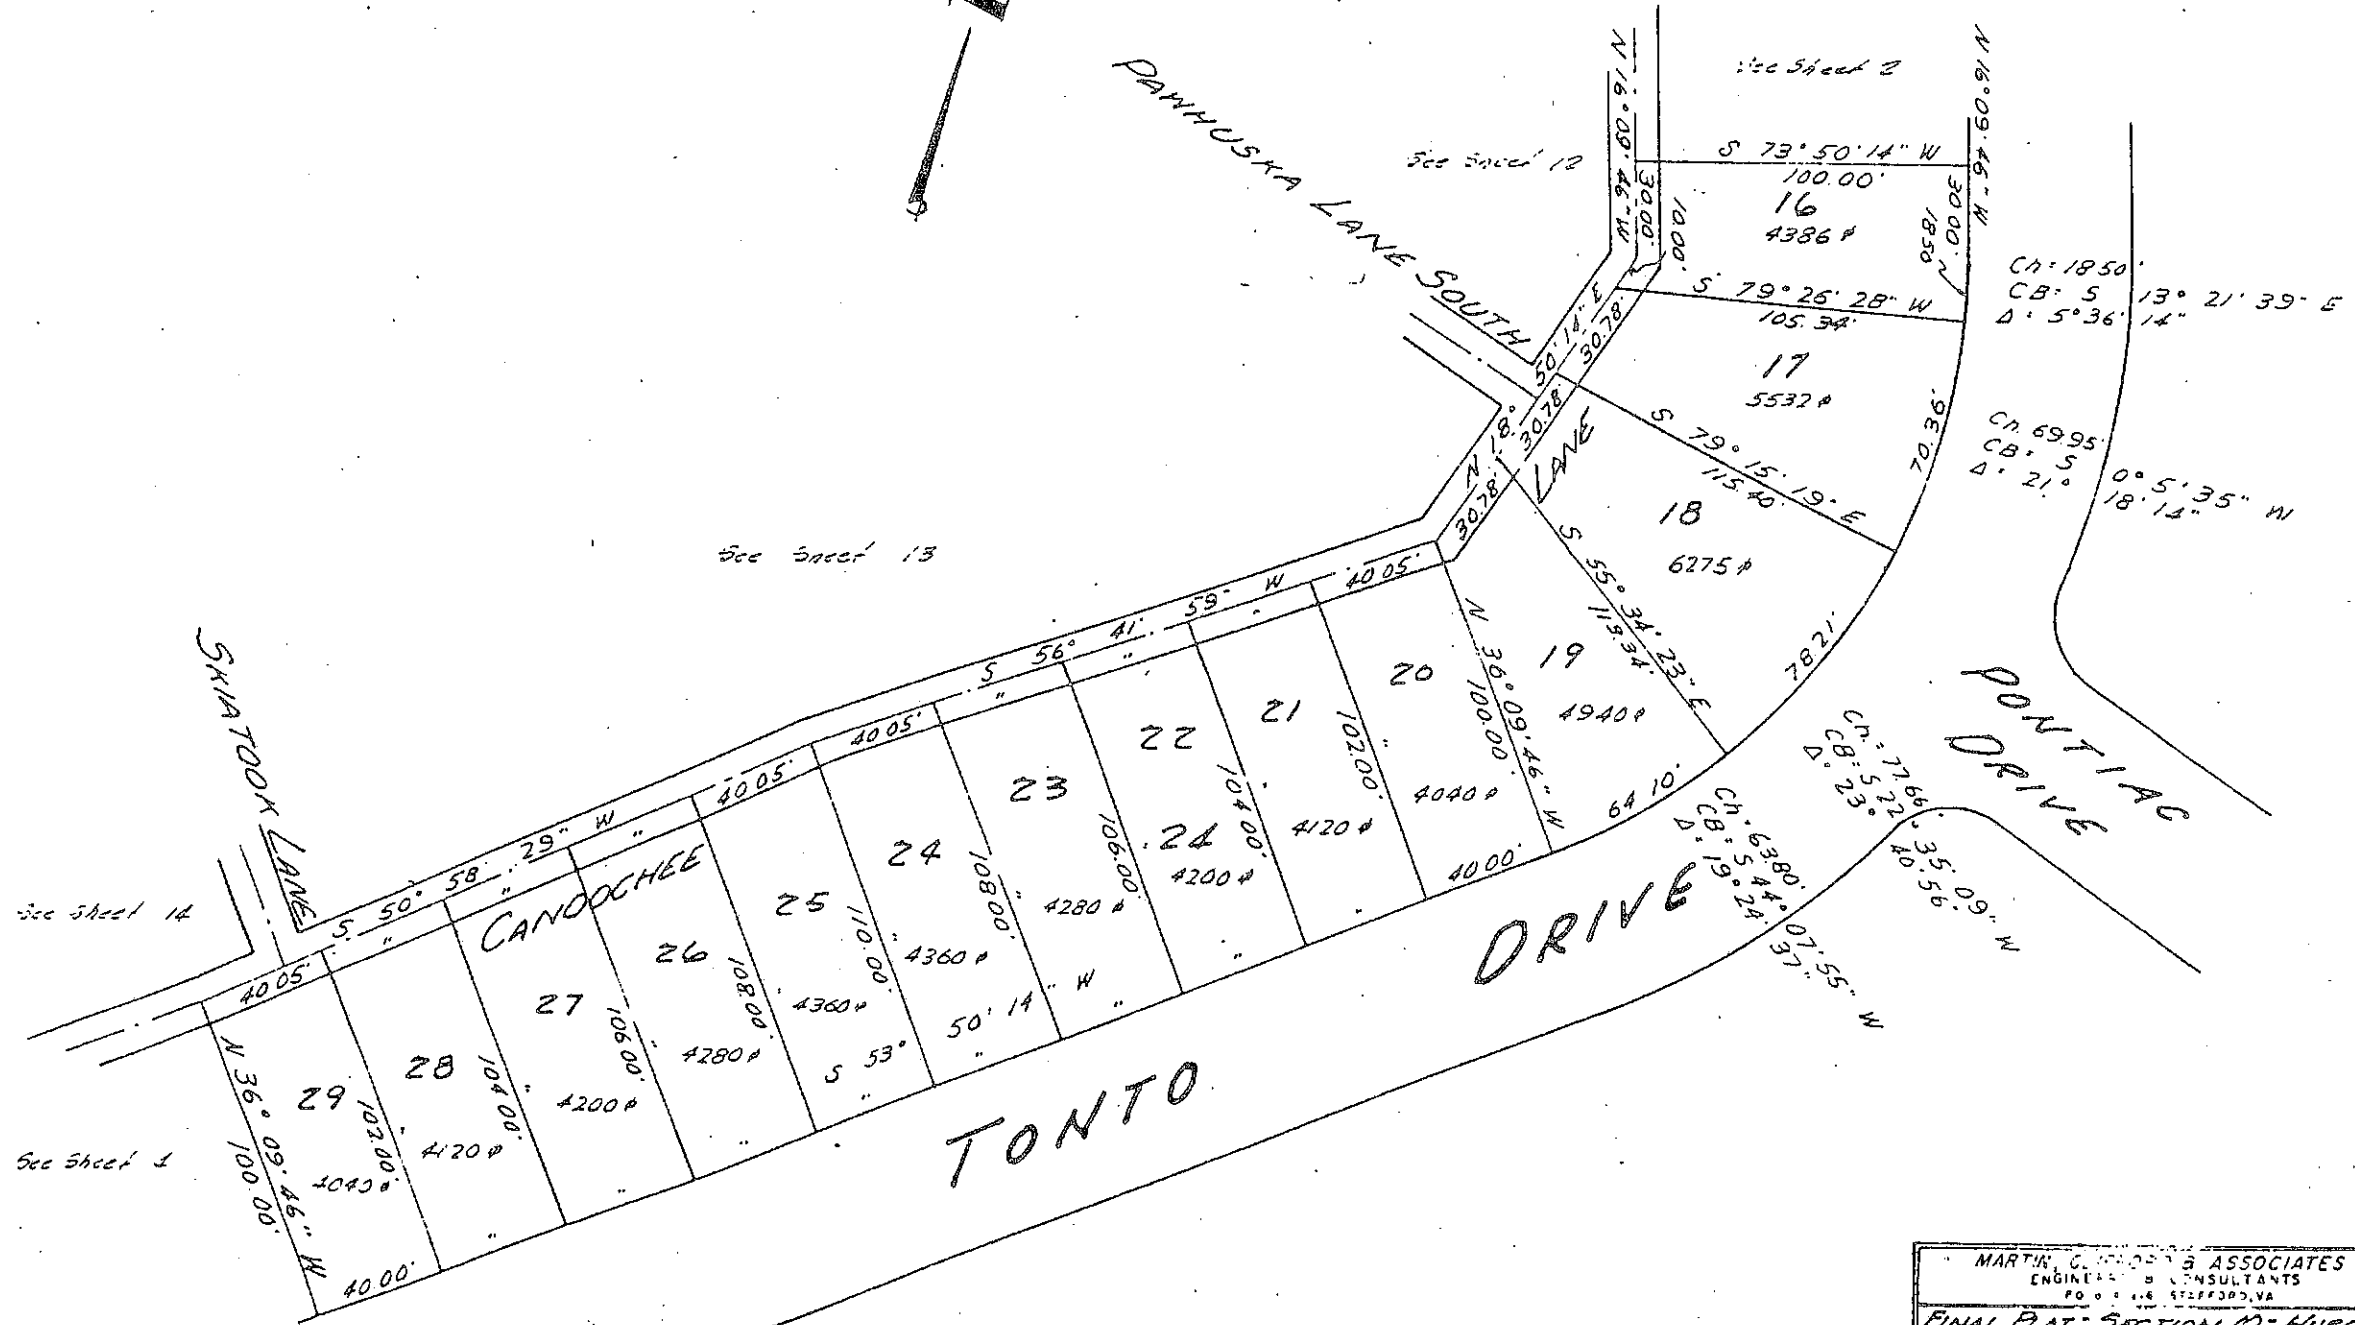 See Sheet 2
N 16° 09' 46" W
N 16° 09' 46" W
PAWHUSKA LANE SOUTH
See Sheet 12
S 73° 50' 14" W
100.00'
30.00'
10.00'
16
4386
30.00'
18.50
Ch: 18.50'
CB: S 13° 21' 39" E
Δ: 5° 36' 14"
S 79° 26' 28" W
105.34'
17
5532
N 18° 50' 14" E
30.78'
30.78'
30.78'
LANE
S 79° 15' 19" E
115.40'
70.36'
Ch. 69.95'
CB: S 0° 5' 35" W
Δ: 21° 18' 14"
18
6275
S 55° 34' 23" E
113.34'
78.21'
See Sheet 13
S 56° 41' 59" W
40.05'
19
4940
N 36° 09' 46" W
100.00'
64.10'
PONTIAC
DRIVE
Ch: 77.66'
CB: S 22° 35' 09" W
Δ: 23° 40' 56"
Ch: 63.80'
CB: S 44° 07' 55" W
Δ: 19° 24' 37"
20
4040
102.00'
40.00'
21
4120
104.00'
22
24
4200
106.00'
23
4280
108.00'
40.05'
24
4360
110.00'
40.05'
25
4360
108.00'
26
4280
106.00'
27
4200
104.00'
28
4120
102.00'
29
4040
S 53° 50' 14" W
SKIATOOK LANE
S 50° 58' 29" W
CANOOCHEE
40.05'
See Sheet 14
See Sheet 1
N 36° 09' 46" W
100.00'
40.00'
TONTO DRIVE
MARTIN, & ASSOCIATES
ENGINEERS & CONSULTANTS
STAFFORD, VA
FINAL PLAT - SECTION M -